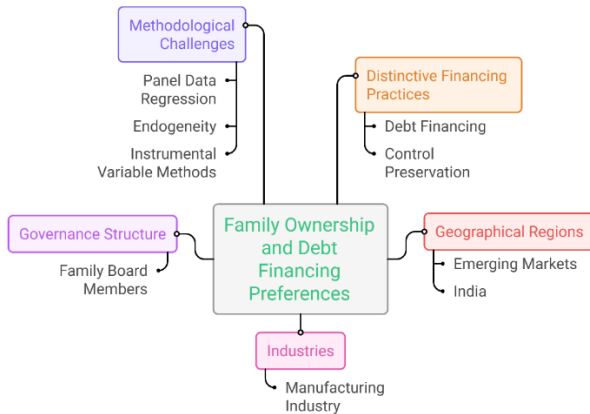 Methodological
Challenges
Panel Data
Regression
Endogeneity
Instrumental
Variable Methods
Distinctive Financing
Practices
Debt Financing
Control
Preservation
Governance Structure
Family Board
Members
Family Ownership
and Debt
Financing
Preferences
Geographical Regions
Emerging Markets
India
Industries
Manufacturing
Industry